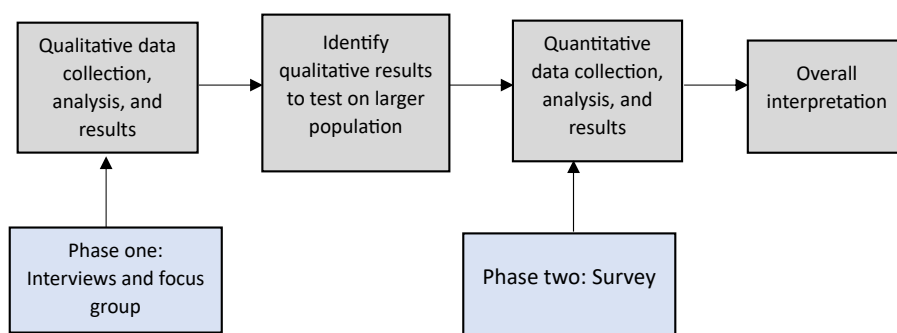 Qualitative data
collection,
analysis, and
results
Identify
qualitative results
to test on larger
population
Quantitative
data collection,
analysis, and
results
Overall
interpretation
Phase one:
Interviews and focus
group
Phase two: Survey